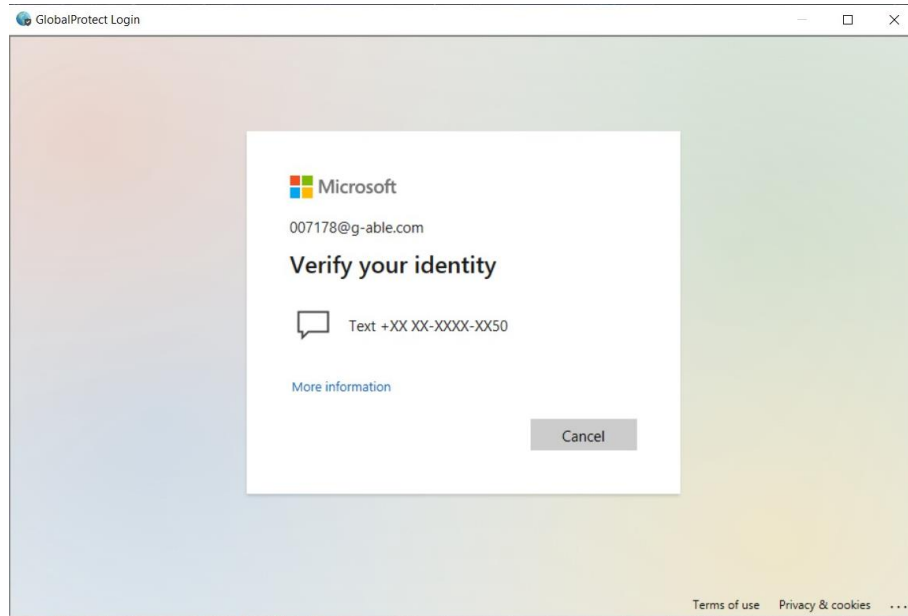 GlobalProtect Login
Microsoft
007178@g-able.com
Verify your identity
Text +XX XX-XXXX-XX50
More information
Cancel
Terms of use Privacy & cookies ...